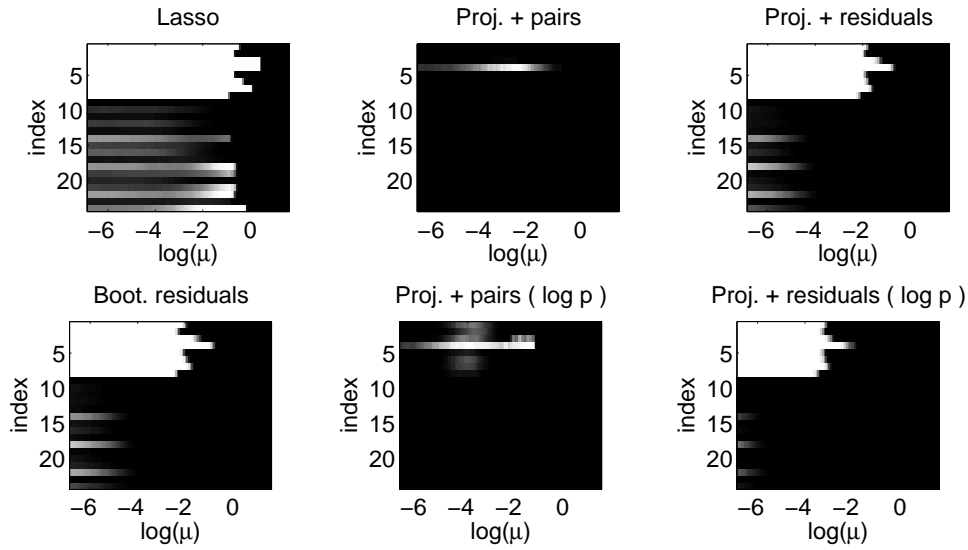 Lasso
Proj. + pairs
Proj. + residuals
index
5
10
15
20
−6 −4 −2 0
log(μ)
index
5
10
15
20
−6 −4 −2 0
log(μ)
index
5
10
15
20
−6 −4 −2 0
log(μ)
Boot. residuals
Proj. + pairs ( log p )
Proj. + residuals ( log p )
index
5
10
15
20
−6 −4 −2 0
log(μ)
index
5
10
15
20
−6 −4 −2 0
log(μ)
index
5
10
15
20
−6 −4 −2 0
log(μ)